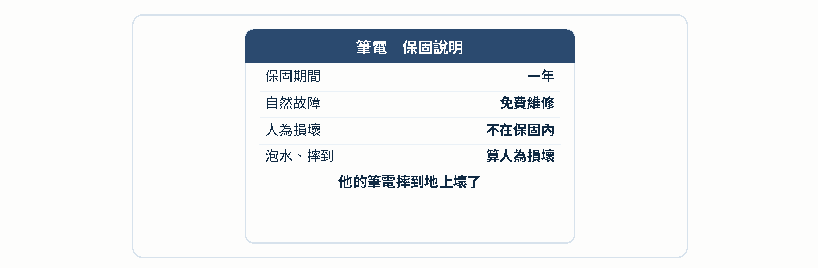 筆電 保固說明
保固期間 一年
自然故障 免費維修
人為損壞 不在保固內
泡水、摔到 算人為損壞
他的筆電摔到地上壞了